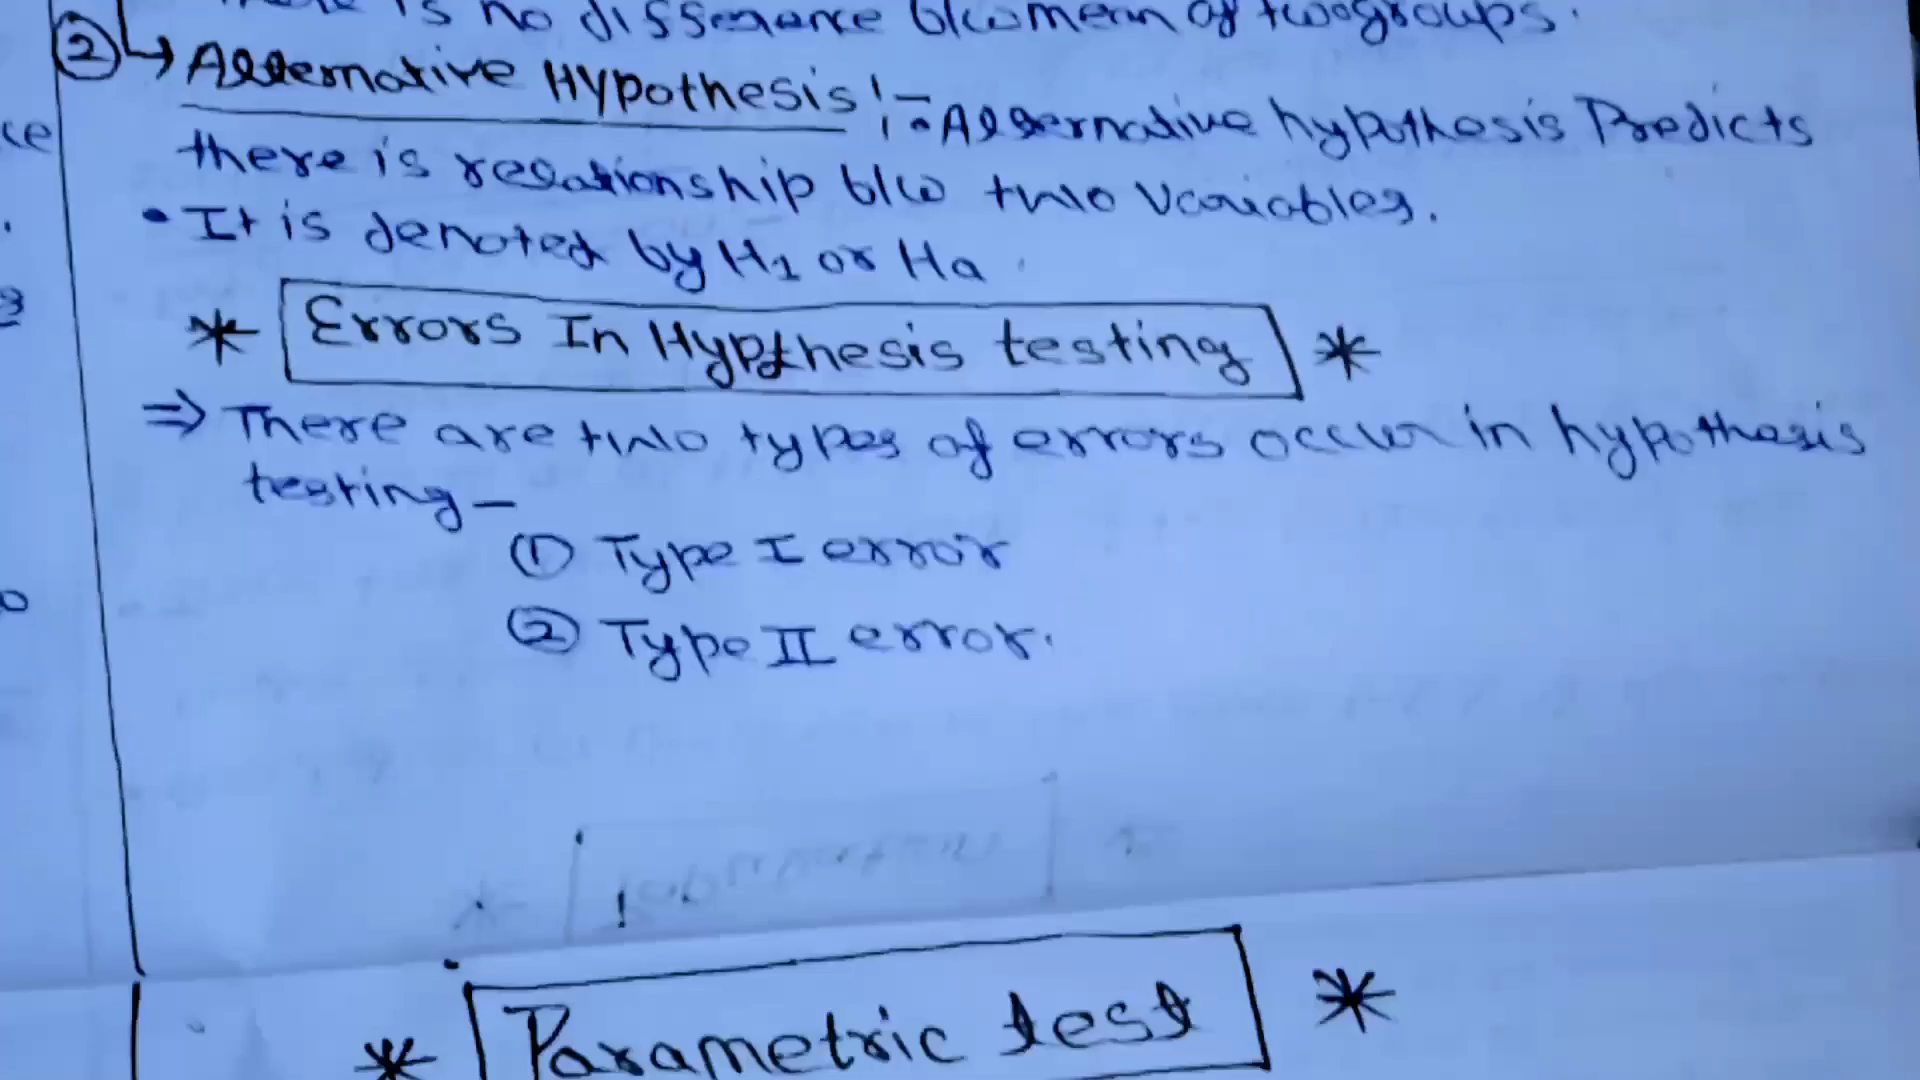 is no difference b/w mean of two groups.
② ↳ Alternative Hypothesis :- Alternative hypothesis Predicts
there is relationship b/w two variables.
• It is denoted by H1 or Ha.
* Errors In Hypothesis testing *
⇒ There are two types of errors occur in hypothesis
testing -
① Type I error
② Type II error.
* Parametric test *